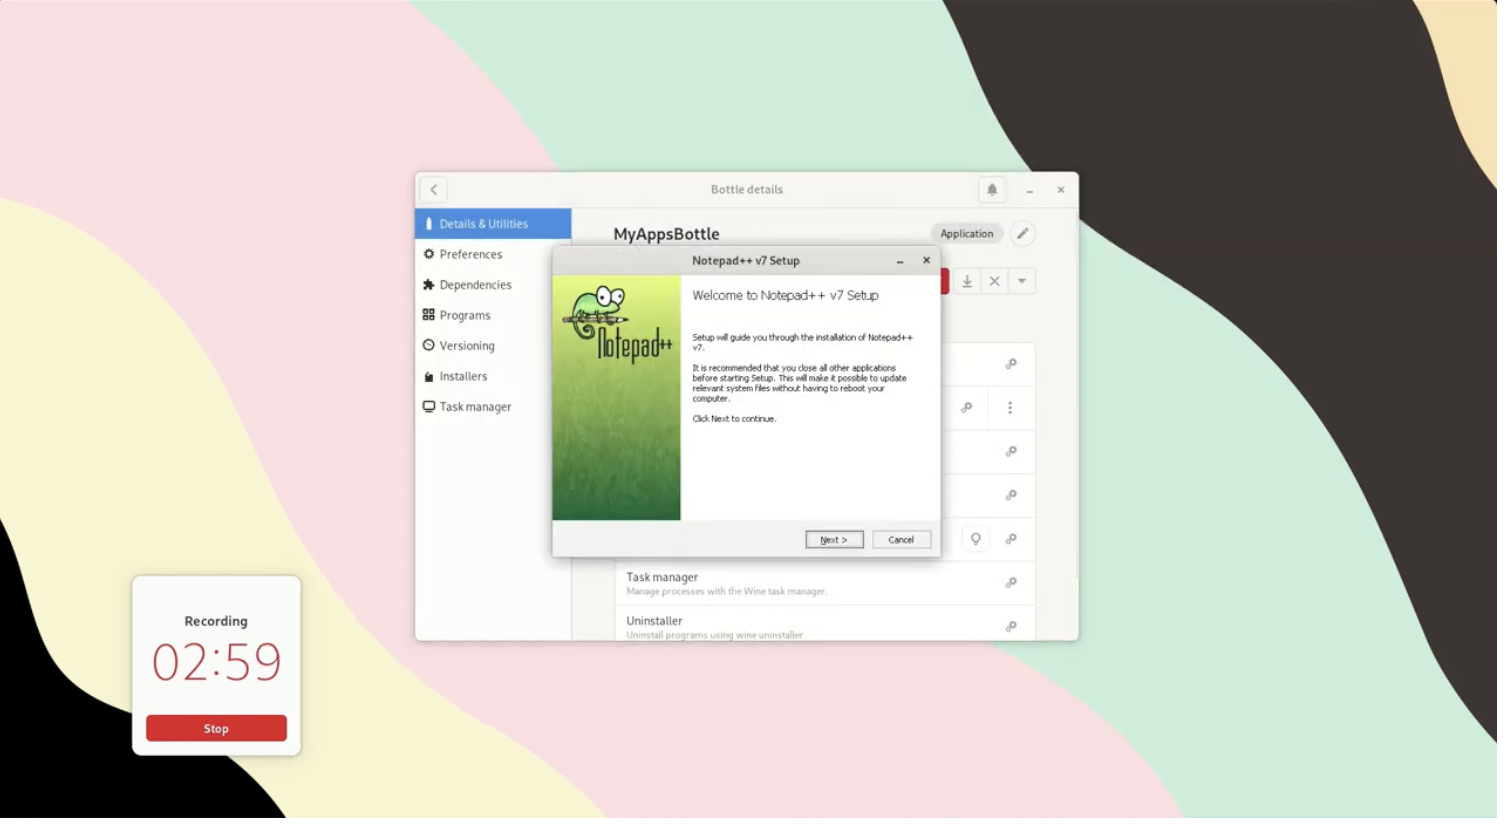 Bottle details
Details & Utilities
Preferences
Dependencies
Programs
Versioning
Installers
Task manager
MyAppsBottle
Application
Notepad++ v7 Setup
Notepad++
Welcome to Notepad++ v7 Setup
Setup will guide you through the installation of Notepad++
v7.
It is recommended that you close all other applications
before starting Setup. This will make it possible to update
relevant system files without having to reboot your
computer.
Click Next to continue.
Next >
Cancel
Task manager
Manage processes with the Wine task manager.
Uninstaller
Uninstall programs using wine uninstaller
Recording
02:59
Stop